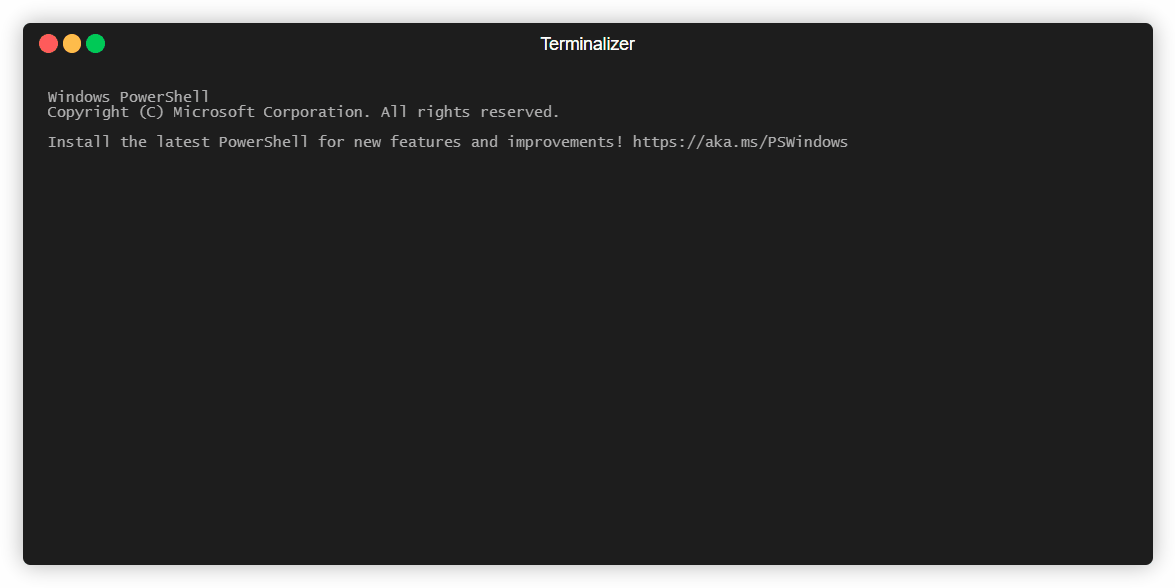 Terminalizer
Windows PowerShell
Copyright (C) Microsoft Corporation. All rights reserved.
Install the latest PowerShell for new features and improvements! https://aka.ms/PSWindows